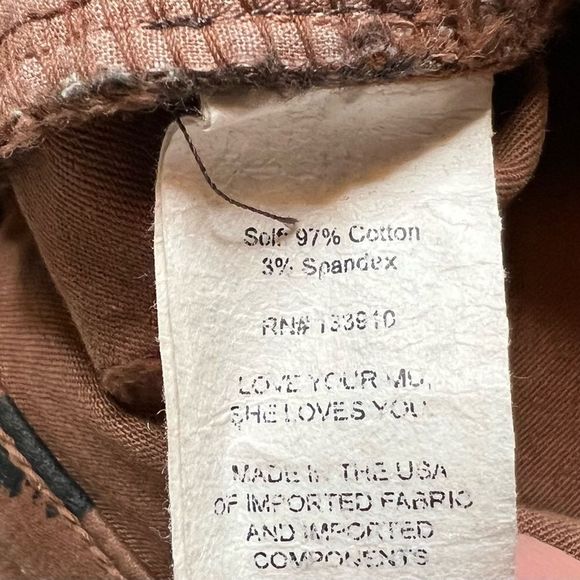 Self: 97% Cotton
3% Spandex
RN# 133910
LOVE YOUR MU,
SHE LOVES YOU
MADE IN THE USA
OF IMPORTED FABRIC
AND IMPORTED
COMPONENTS